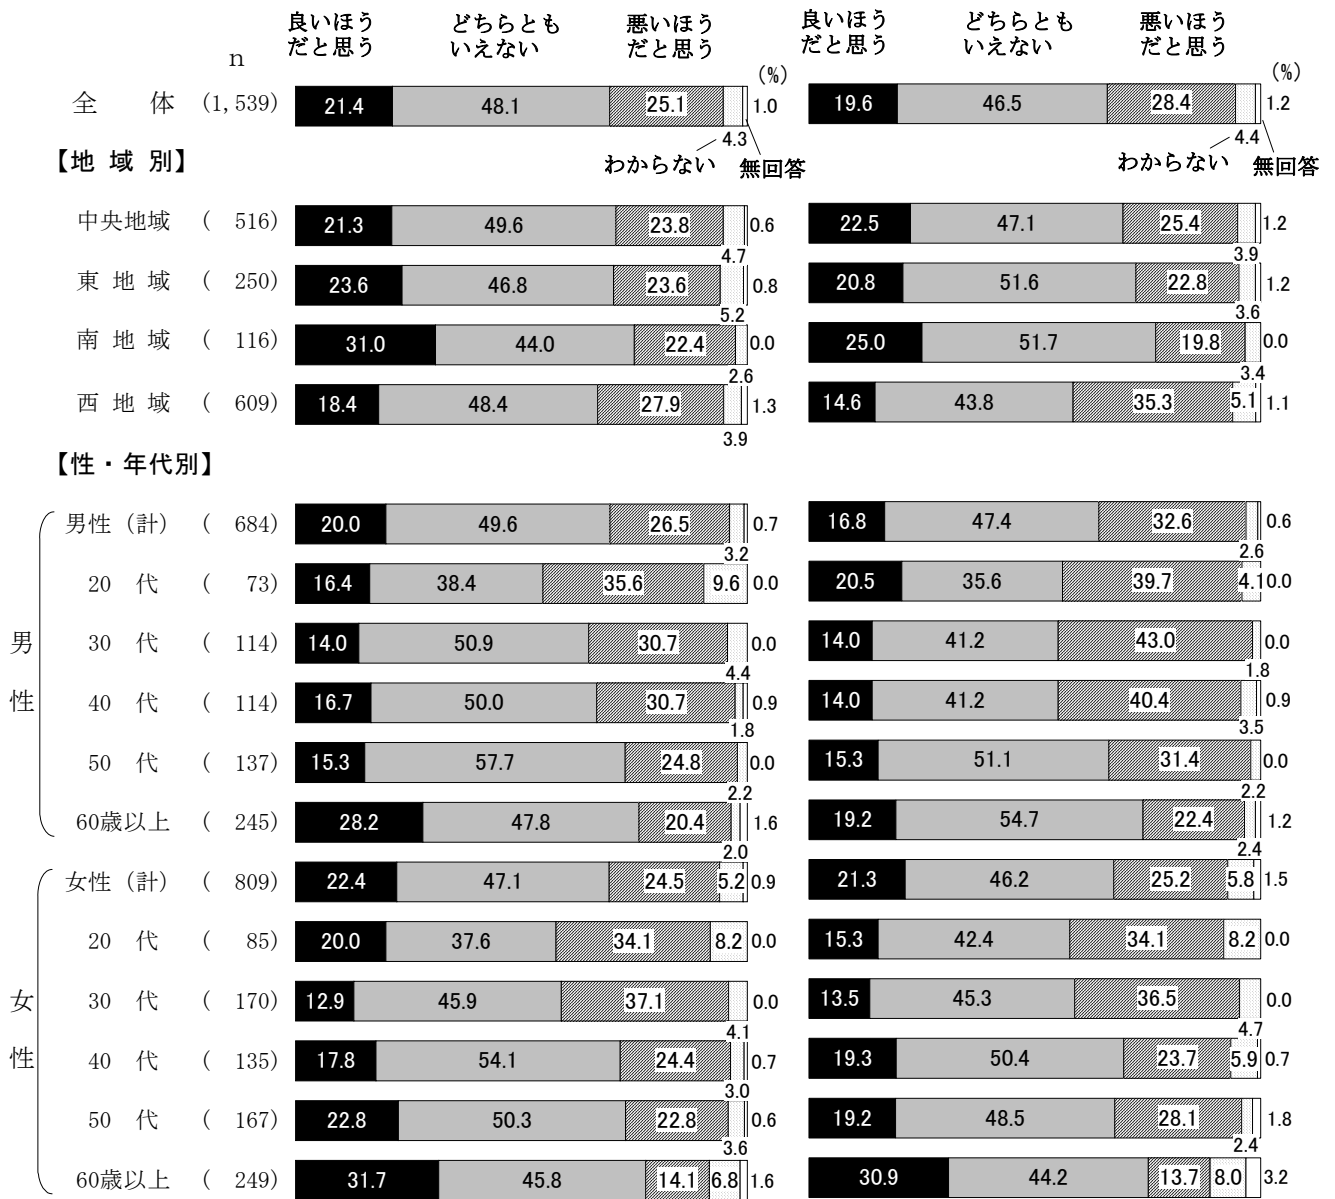 良いほう どちらとも 悪いほう 良いほう どちらとも 悪いほう
だと思う いえない だと思う だと思う いえない だと思う
n
(%) (%)
全 体 (1,539) 21.4 48.1 25.1 1.0 19.6 46.5 28.4 1.2
4.3 4.4
【地 域 別】 わからない 無回答 わからない 無回答
中央地域 ( 516) 21.3 49.6 23.8 0.6 22.5 47.1 25.4 1.2
4.7 3.9
東 地 域 ( 250) 23.6 46.8 23.6 0.8 20.8 51.6 22.8 1.2
5.2 3.6
南 地 域 ( 116) 31.0 44.0 22.4 0.0 25.0 51.7 19.8 0.0
2.6 3.4
西 地 域 ( 609) 18.4 48.4 27.9 1.3 14.6 43.8 35.3 5.1 1.1
3.9
【性・年代別】
男性 (計) ( 684) 20.0 49.6 26.5 0.7 16.8 47.4 32.6 0.6
3.2 2.6
20 代 ( 73) 16.4 38.4 35.6 9.6 0.0 20.5 35.6 39.7 4.1 0.0
男 30 代 ( 114) 14.0 50.9 30.7 0.0 14.0 41.2 43.0 0.0
4.4 1.8
性 40 代 ( 114) 16.7 50.0 30.7 0.9 14.0 41.2 40.4 0.9
1.8 3.5
50 代 ( 137) 15.3 57.7 24.8 0.0 15.3 51.1 31.4 0.0
2.2 2.2
60歳以上 ( 245) 28.2 47.8 20.4 1.6 19.2 54.7 22.4 1.2
2.0 2.4
女性 (計) ( 809) 22.4 47.1 24.5 5.2 0.9 21.3 46.2 25.2 5.8 1.5
20 代 ( 85) 20.0 37.6 34.1 8.2 0.0 15.3 42.4 34.1 8.2 0.0
女 30 代 ( 170) 12.9 45.9 37.1 0.0 13.5 45.3 36.5 0.0
4.1 4.7
性 40 代 ( 135) 17.8 54.1 24.4 0.7 19.3 50.4 23.7 5.9 0.7
3.0
50 代 ( 167) 22.8 50.3 22.8 0.6 19.2 48.5 28.1 1.8
3.6 2.4
60歳以上 ( 249) 31.7 45.8 14.1 6.8 1.6 30.9 44.2 13.7 8.0 3.2